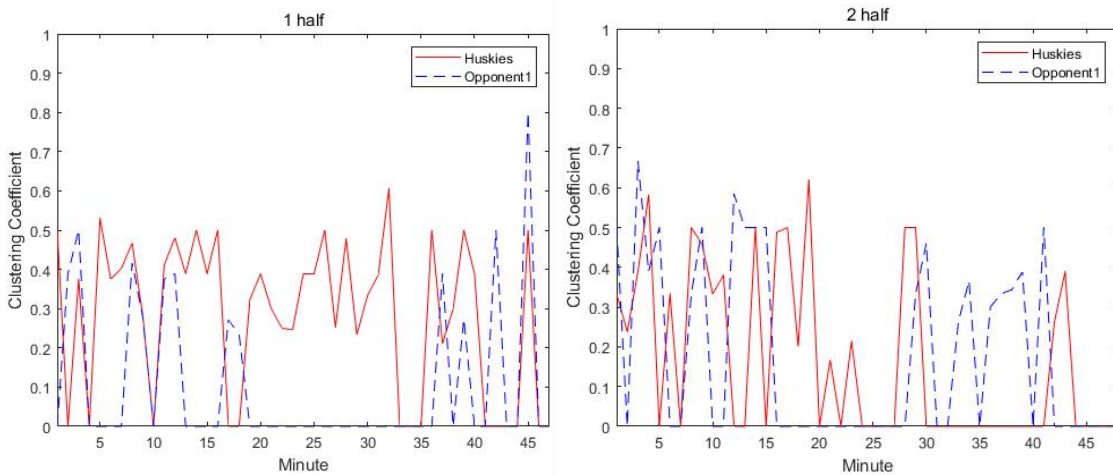 1 half
1
0.9
0.8
0.7
0.6
0.5
0.4
0.3
0.2
0.1
0
Clustering Coefficient
Huskies
Opponent1
5 10 15 20 25 30 35 40 45
Minute
2 half
1
0.9
0.8
0.7
0.6
0.5
0.4
0.3
0.2
0.1
0
Clustering Coefficient
Huskies
Opponent1
5 10 15 20 25 30 35 40 45
Minute